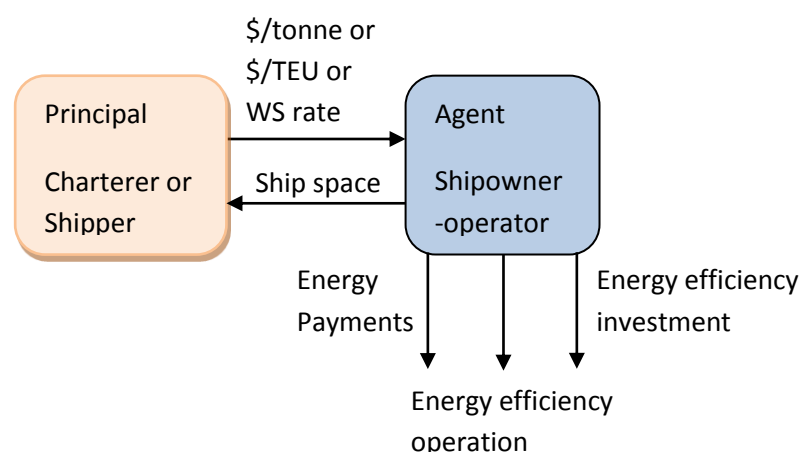 $/tonne or
$/TEU or
WS rate
Principal
Charterer or
Shipper
Ship space
Agent
Shipowner
-operator
Energy
Payments
Energy efficiency
investment
Energy efficiency
operation